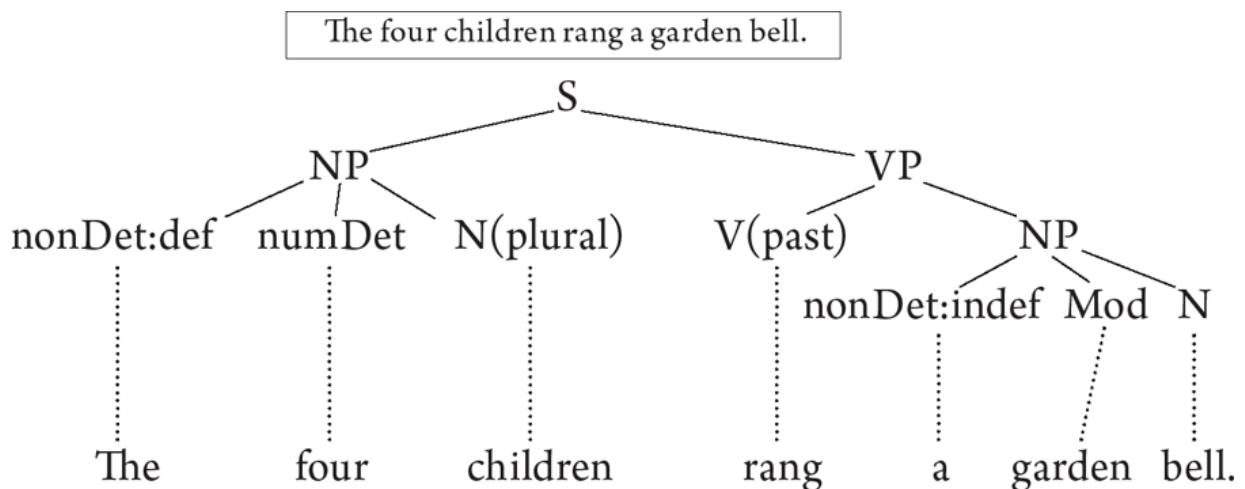 The four children rang a garden bell.
S
NP VP
nonDet:def numDet N(plural) V(past) NP
nonDet:indef Mod N
The four children rang a garden bell.